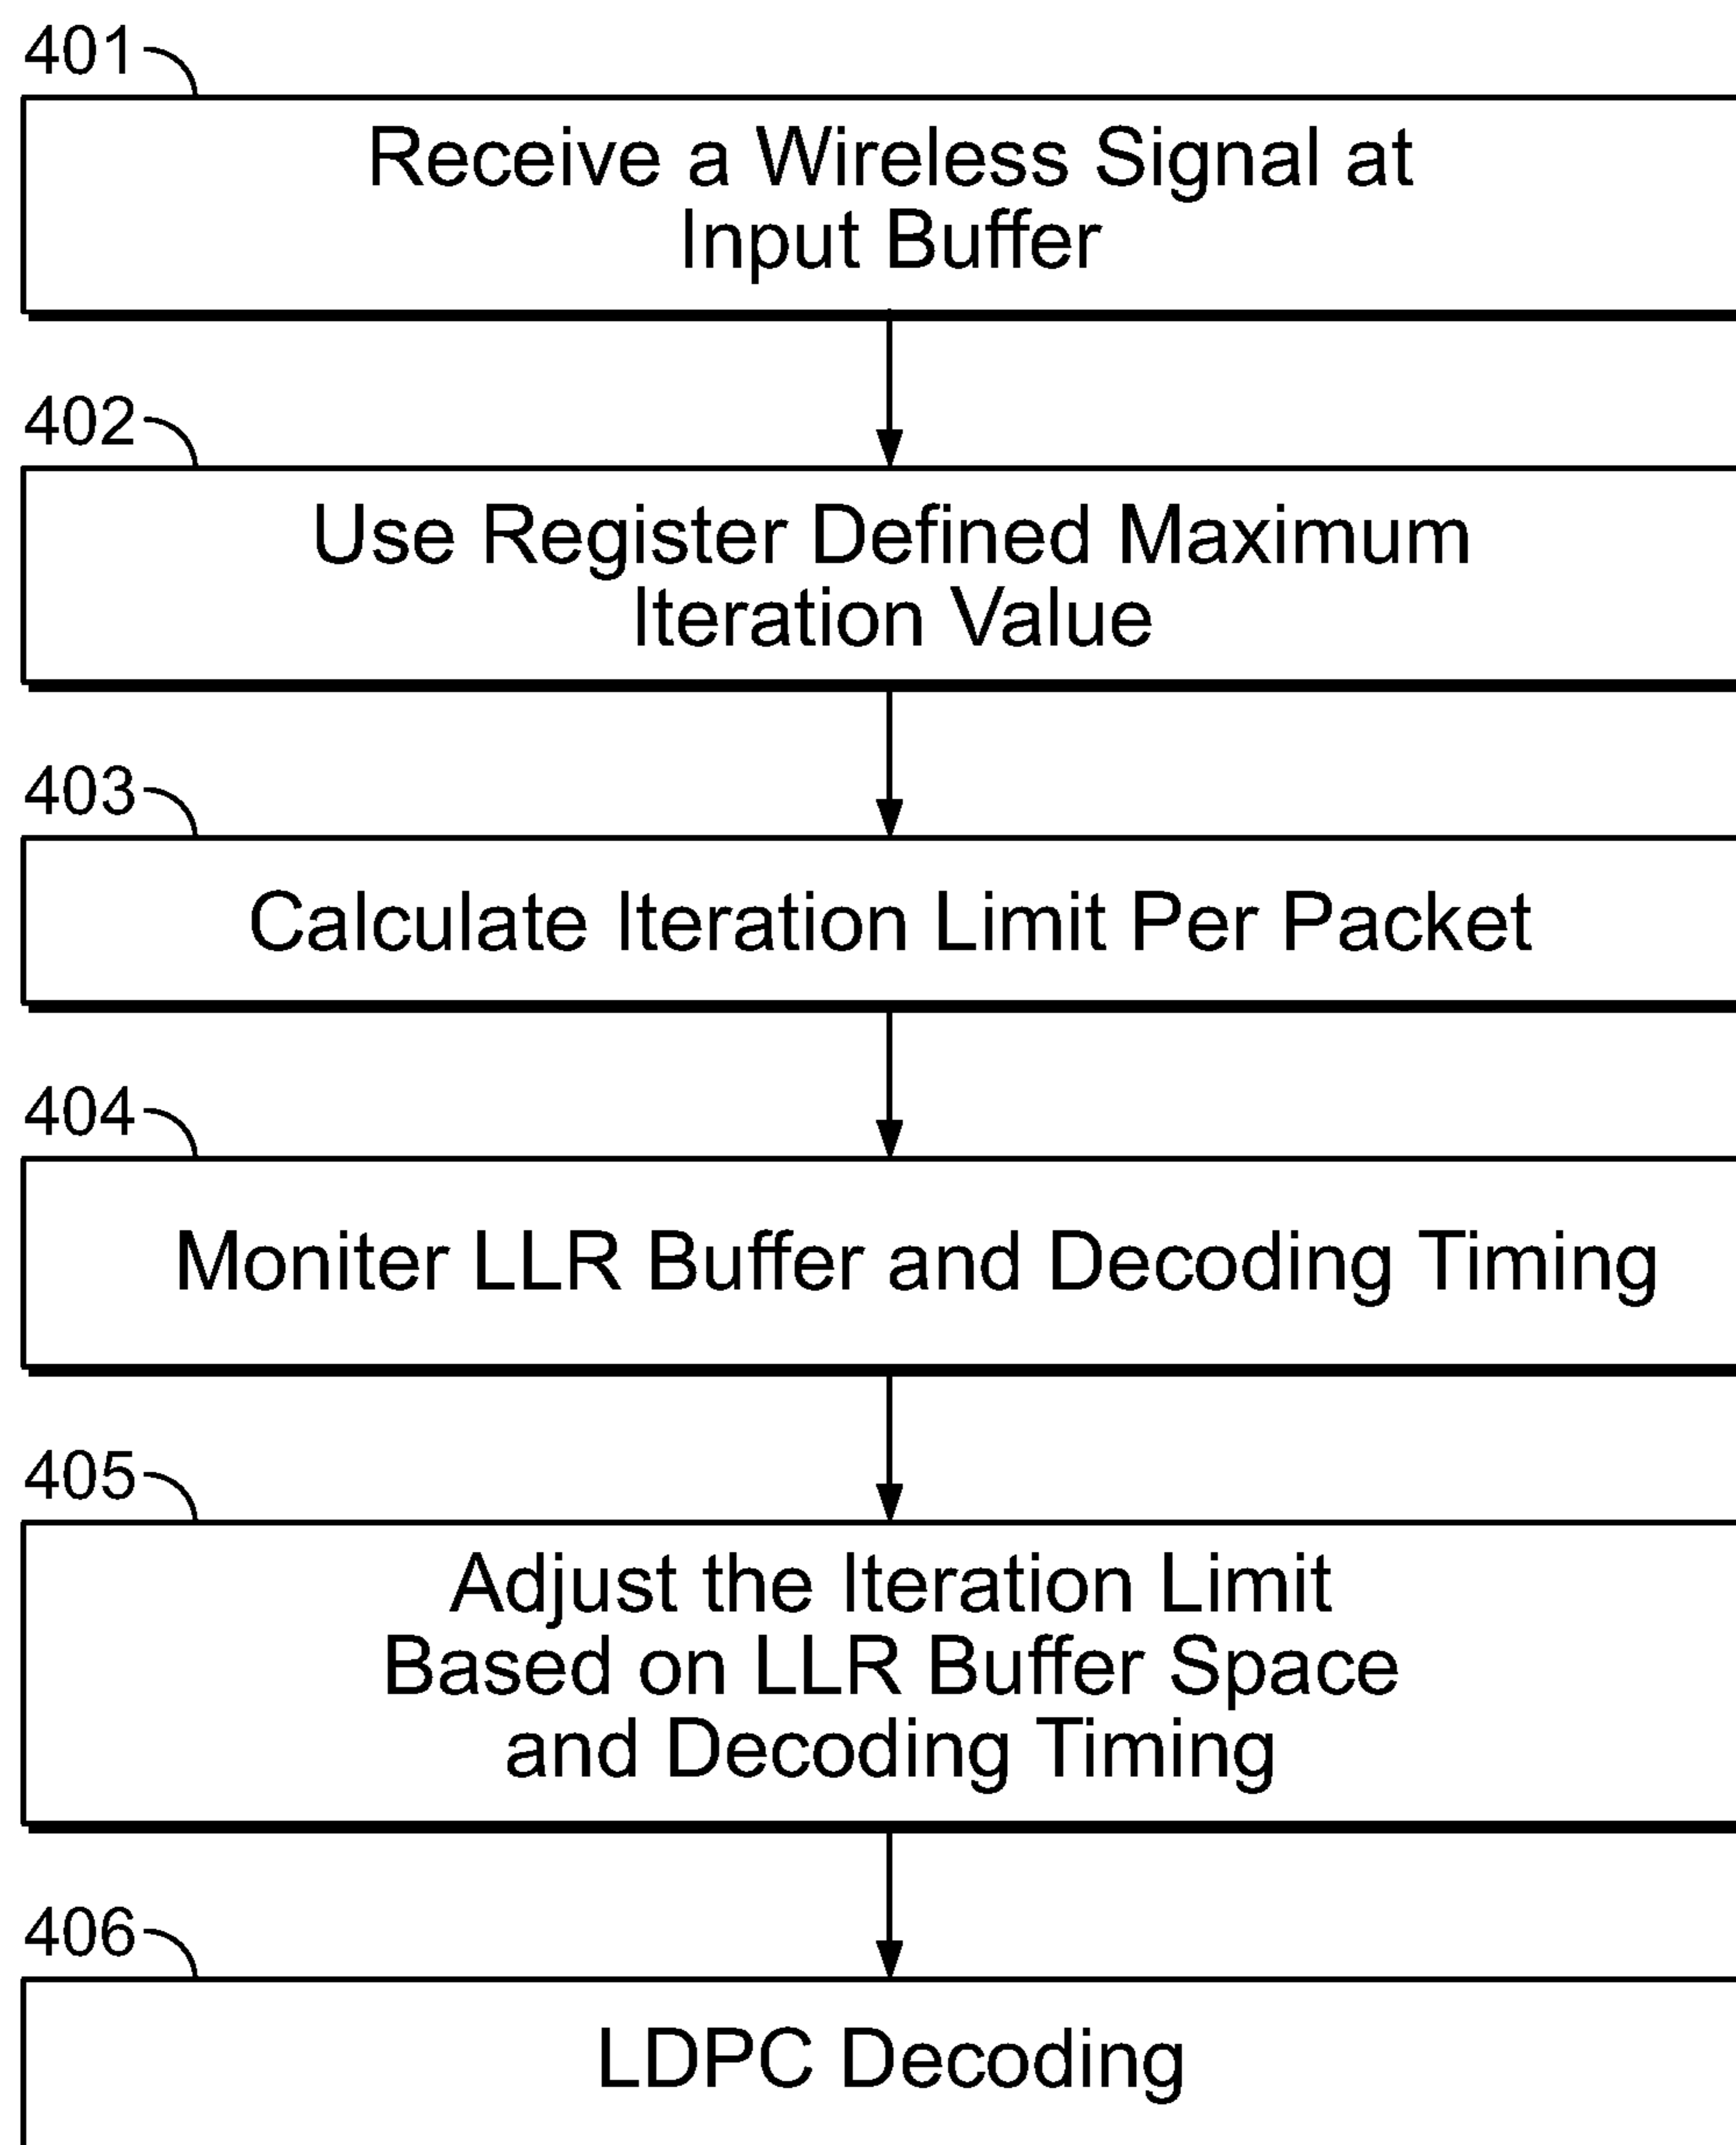 401
Receive a Wireless Signal at
Input Buffer
402
Use Register Defined Maximum
Iteration Value
403
Calculate Iteration Limit Per Packet
404
Moniter LLR Buffer and Decoding Timing
405
Adjust the Iteration Limit
Based on LLR Buffer Space
and Decoding Timing
406
LDPC Decoding